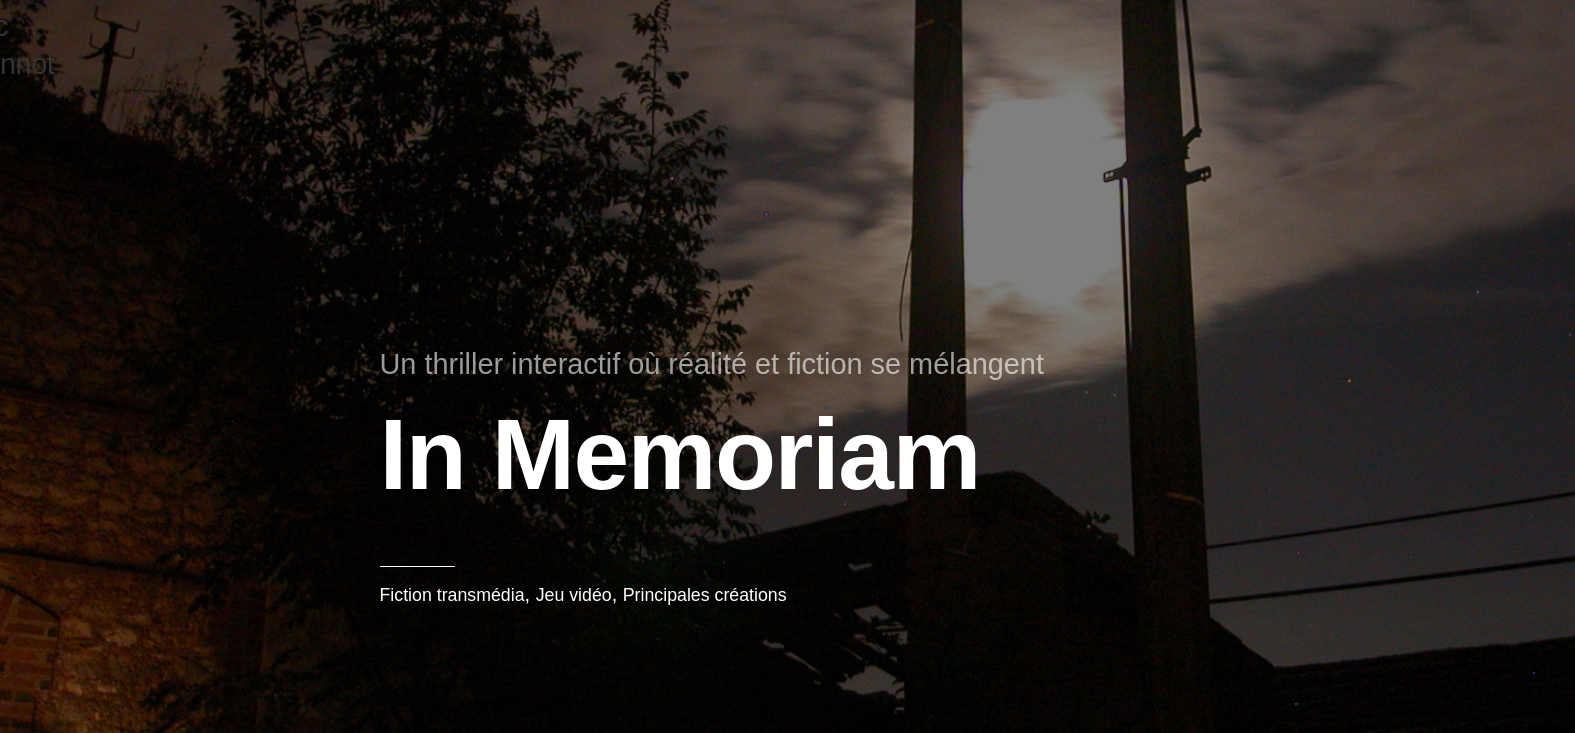 nnot
Un thriller interactif où réalité et fiction se mélangent
In Memoriam
Fiction transmédia, Jeu vidéo, Principales créations